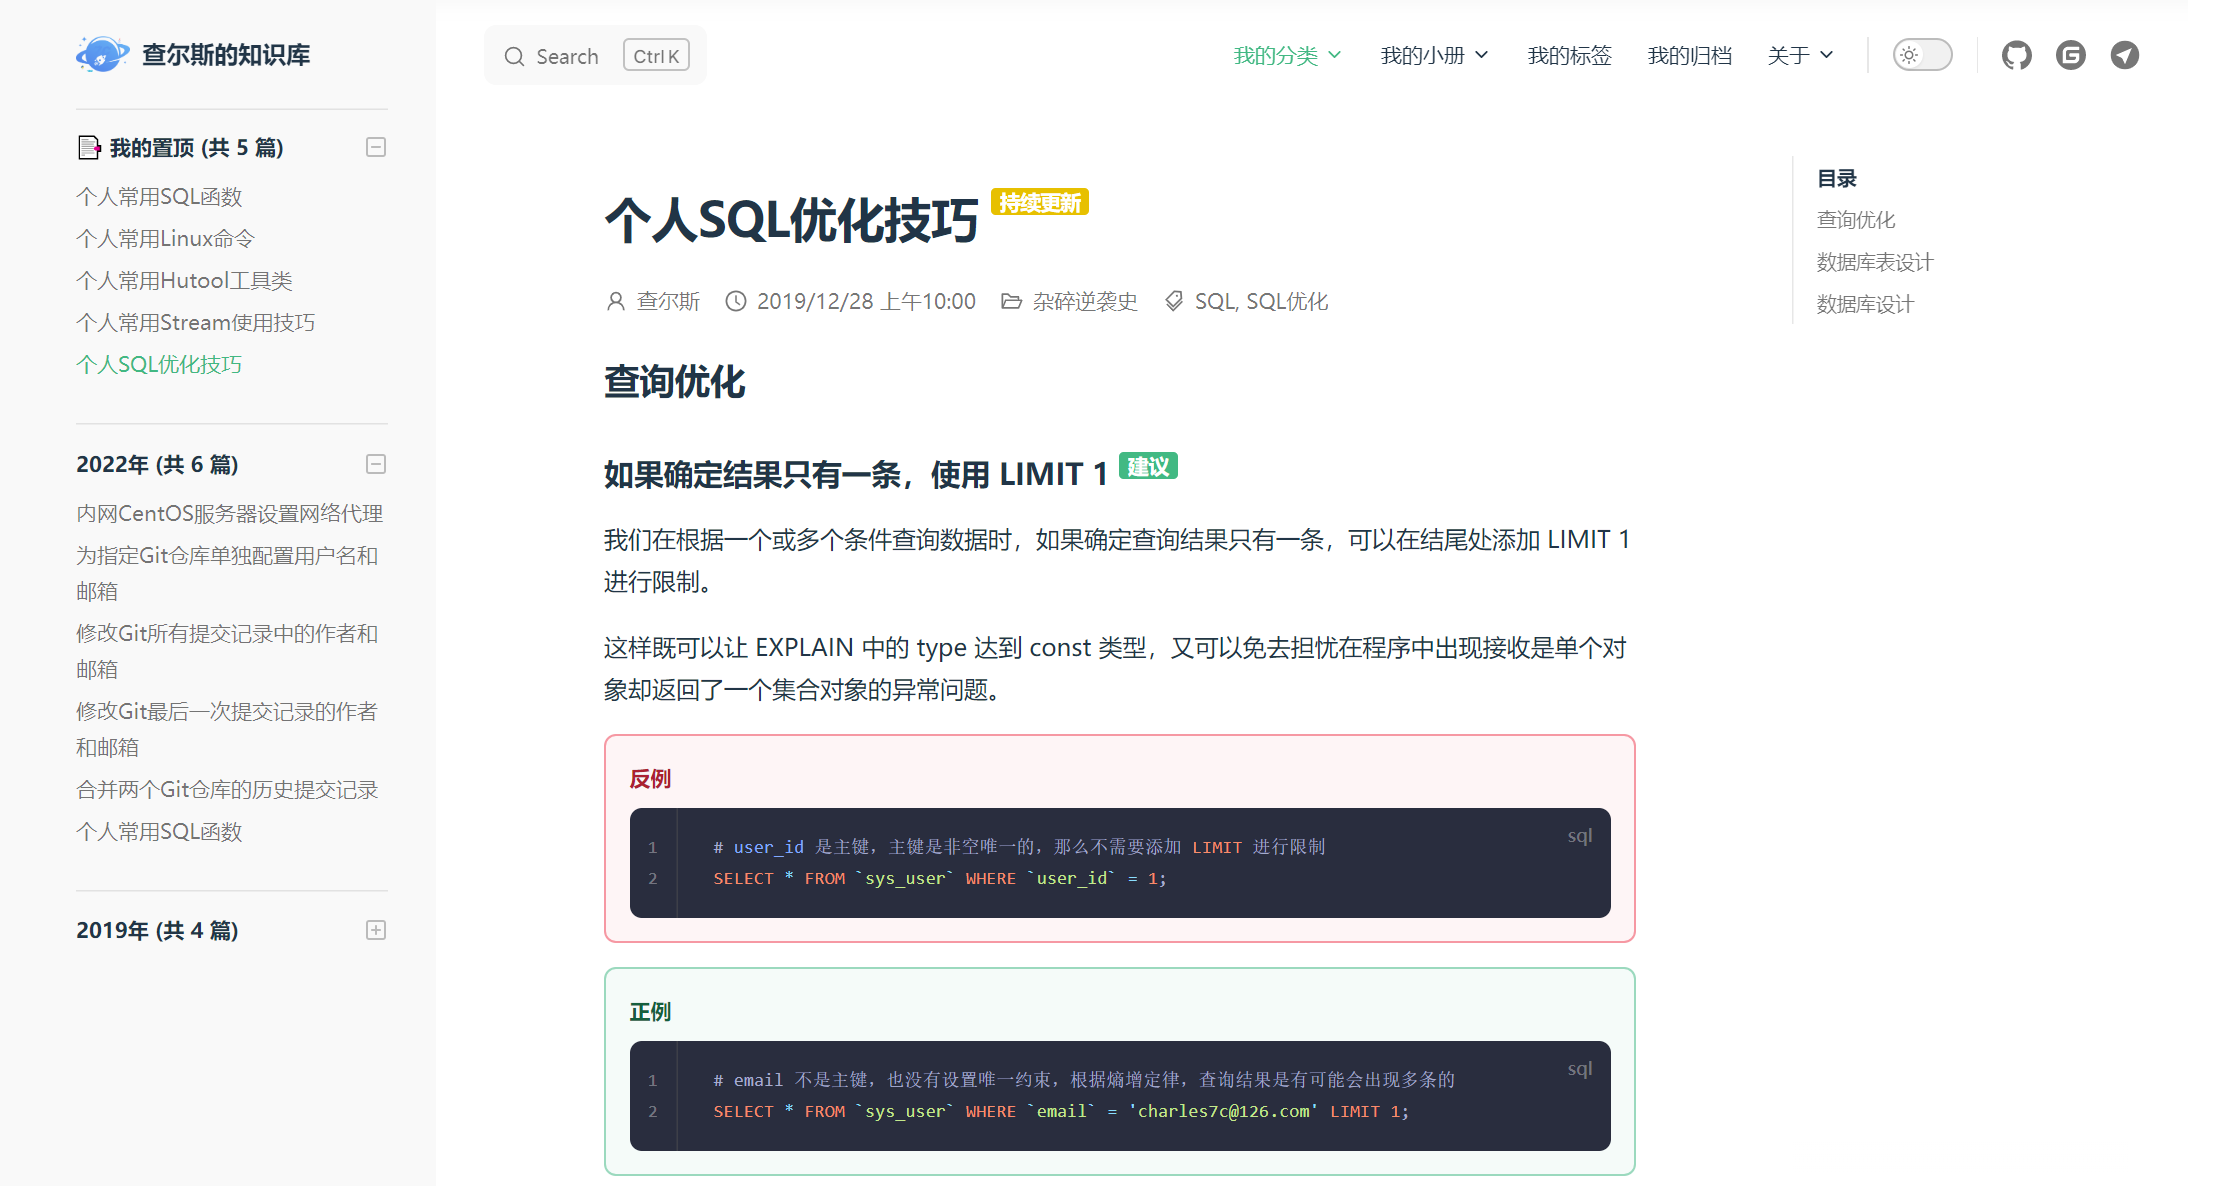 查尔斯的知识库
我的置顶 (共 5 篇)
个人常用SQL函数
个人常用Linux命令
个人常用Hutool工具类
个人常用Stream使用技巧
个人SQL优化技巧
2022年 (共 6 篇)
内网CentOS服务器设置网络代理
为指定Git仓库单独配置用户名和
邮箱
修改Git所有提交记录中的作者和
邮箱
修改Git最后一次提交记录的作者
和邮箱
合并两个Git仓库的历史提交记录
个人常用SQL函数
2019年 (共 4 篇)
Search Ctrl K
我的分类 我的小册 我的标签 我的归档 关于
个人SQL优化技巧 持续更新
查尔斯 2019/12/28 上午10:00 杂碎逆袭史 SQL, SQL优化
查询优化
如果确定结果只有一条，使用 LIMIT 1 建议
我们在根据一个或多个条件查询数据时，如果确定查询结果只有一条，可以在结尾处添加 LIMIT 1
进行限制。
这样既可以让 EXPLAIN 中的 type 达到 const 类型，又可以免去担忧在程序中出现接收是单个对
象却返回了一个集合对象的异常问题。
反例
sql
1 # user_id 是主键，主键是非空唯一的，那么不需要添加 LIMIT 进行限制
2 SELECT * FROM `sys_user` WHERE `user_id` = 1;
正例
sql
1 # email 不是主键，也没有设置唯一约束，根据熵增定律，查询结果是有可能会出现多条的
2 SELECT * FROM `sys_user` WHERE `email` = 'charles7c@126.com' LIMIT 1;
目录
查询优化
数据库表设计
数据库设计